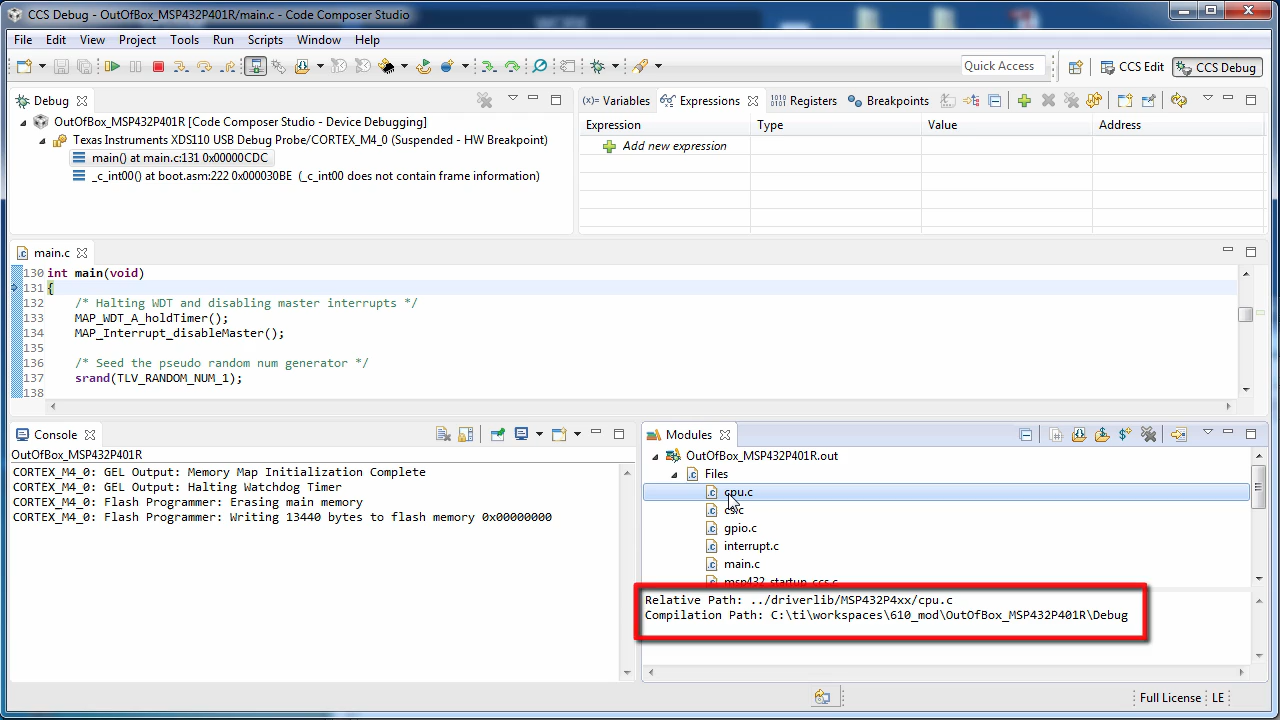 CCS Debug - OutOfBox_MSP432P401R/main.c - Code Composer Studio
File Edit View Project Tools Run Scripts Window Help
Quick Access CCS Edit CCS Debug
Debug
(x)= Variables Expressions Registers Breakpoints
OutOfBox_MSP432P401R [Code Composer Studio - Device Debugging]
Texas Instruments XDS110 USB Debug Probe/CORTEX_M4_0 (Suspended - HW Breakpoint)
main() at main.c:131 0x00000CDC
_c_int00() at boot.asm:222 0x000030BE (_c_int00 does not contain frame information)
Expression Type Value Address
Add new expression
main.c
130 int main(void)
131 {
132 /* Halting WDT and disabling master interrupts */
133 MAP_WDT_A_holdTimer();
134 MAP_Interrupt_disableMaster();
135
136 /* Seed the pseudo random num generator */
137 srand(TLV_RANDOM_NUM_1);
138
Console
OutOfBox_MSP432P401R
CORTEX_M4_0: GEL Output: Memory Map Initialization Complete
CORTEX_M4_0: GEL Output: Halting Watchdog Timer
CORTEX_M4_0: Flash Programmer: Erasing main memory
CORTEX_M4_0: Flash Programmer: Writing 13440 bytes to flash memory 0x00000000
Modules
OutOfBox_MSP432P401R.out
Files
cpu.c
cs.c
gpio.c
interrupt.c
main.c
msp432_startup_ccs.c
Relative Path: ../driverlib/MSP432P4xx/cpu.c
Compilation Path: C:\ti\workspaces\610_mod\OutOfBox_MSP432P401R\Debug
Full License LE